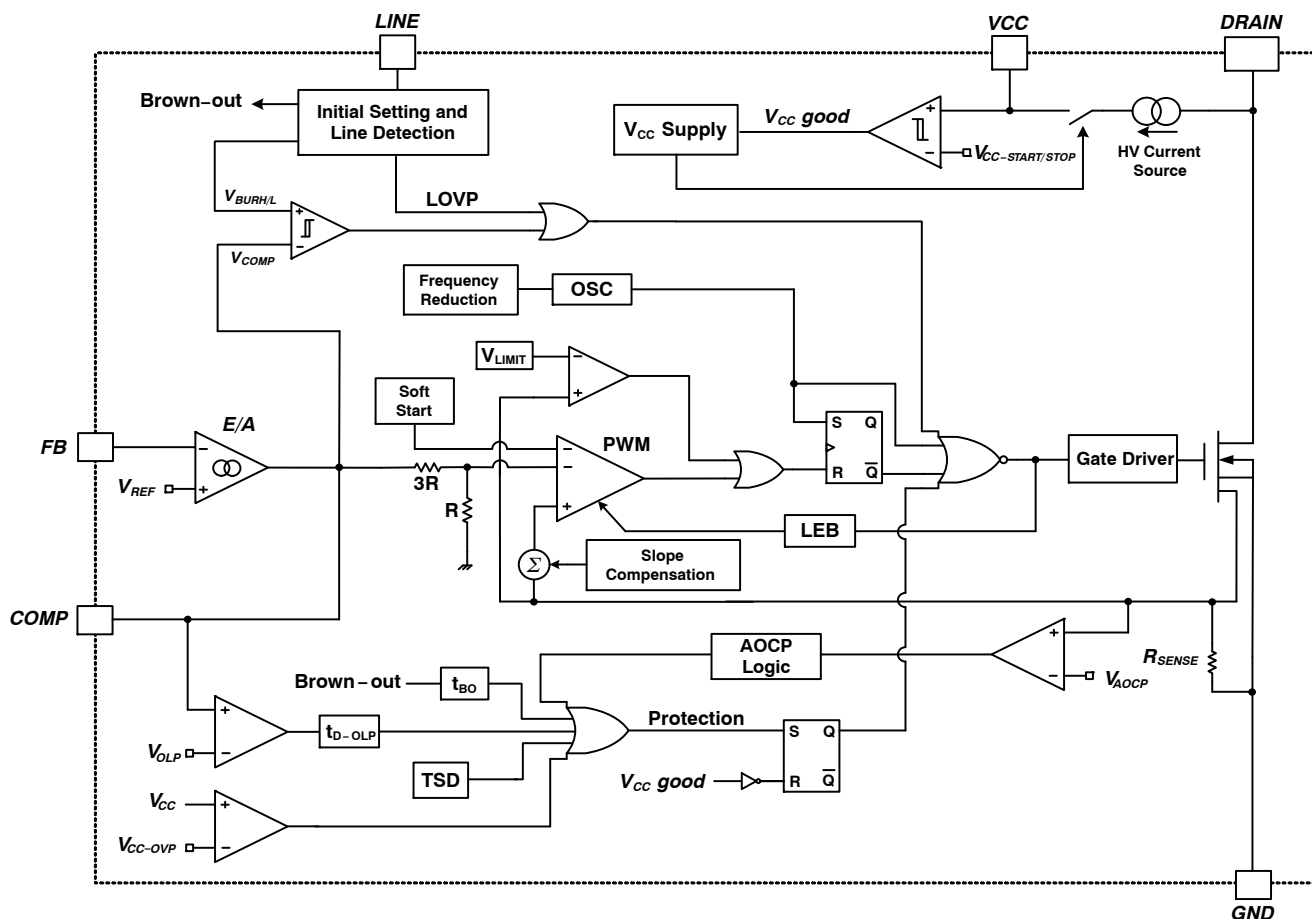 LINE
VCC
DRAIN
Brown-out
Initial Setting and
Line Detection
VCC Supply
VCC good
+
−
VCC-START/STOP
HV Current
Source
VBURH/L
+
−
VCOMP
LOVP
Frequency
Reduction
OSC
VLIMIT
−
+
Soft
Start
FB
E/A
−
+
VREF
3R
R
PWM
−
−
+
S
Q
R
Q
Gate Driver
LEB
Σ
Slope
Compensation
COMP
AOCP
Logic
+
−
VAOCP
RSENSE
Brown-out
tBO
+
−
VOLP
tD-OLP
TSD
Protection
S
Q
R
Q
VCC good
VCC
+
−
VCC-OVP
GND